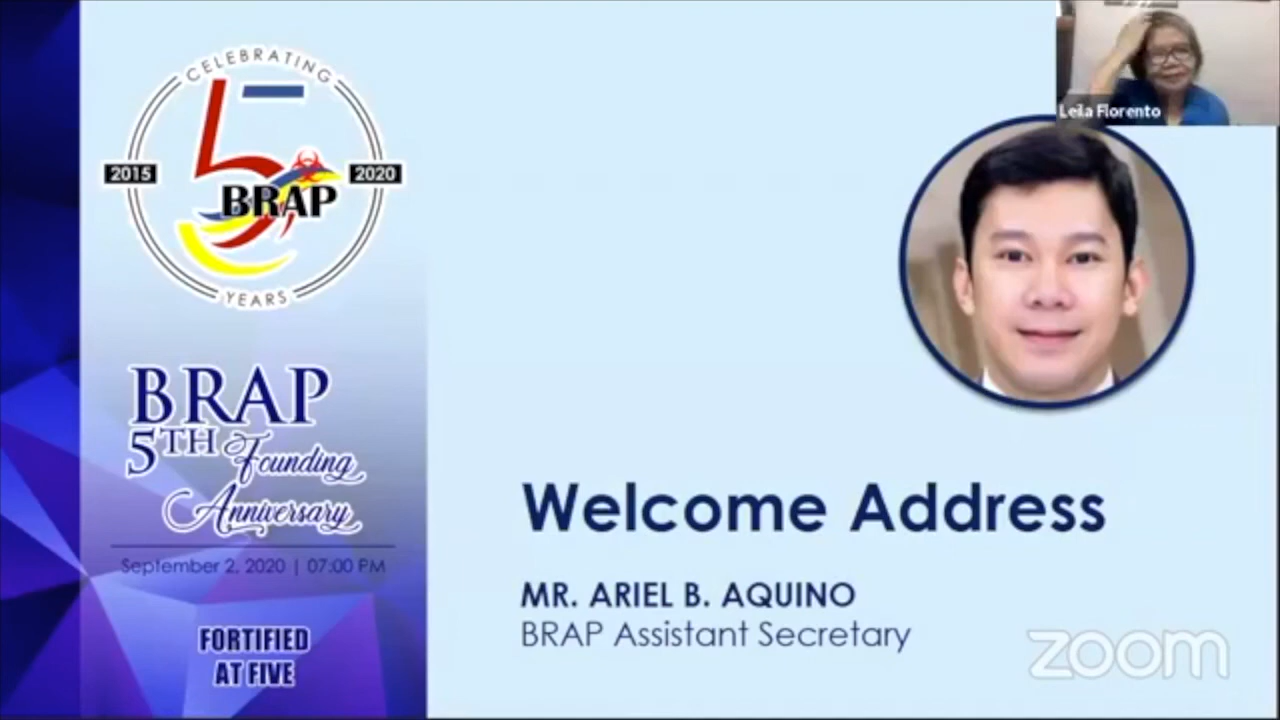 CELEBRATING
5
2015
BRAP
2020
YEARS
BRAP
5TH Founding
Anniversary
September 2, 2020 | 07:00 PM
FORTIFIED
AT FIVE
Leila Florento
Welcome Address
MR. ARIEL B. AQUINO
BRAP Assistant Secretary
zoom